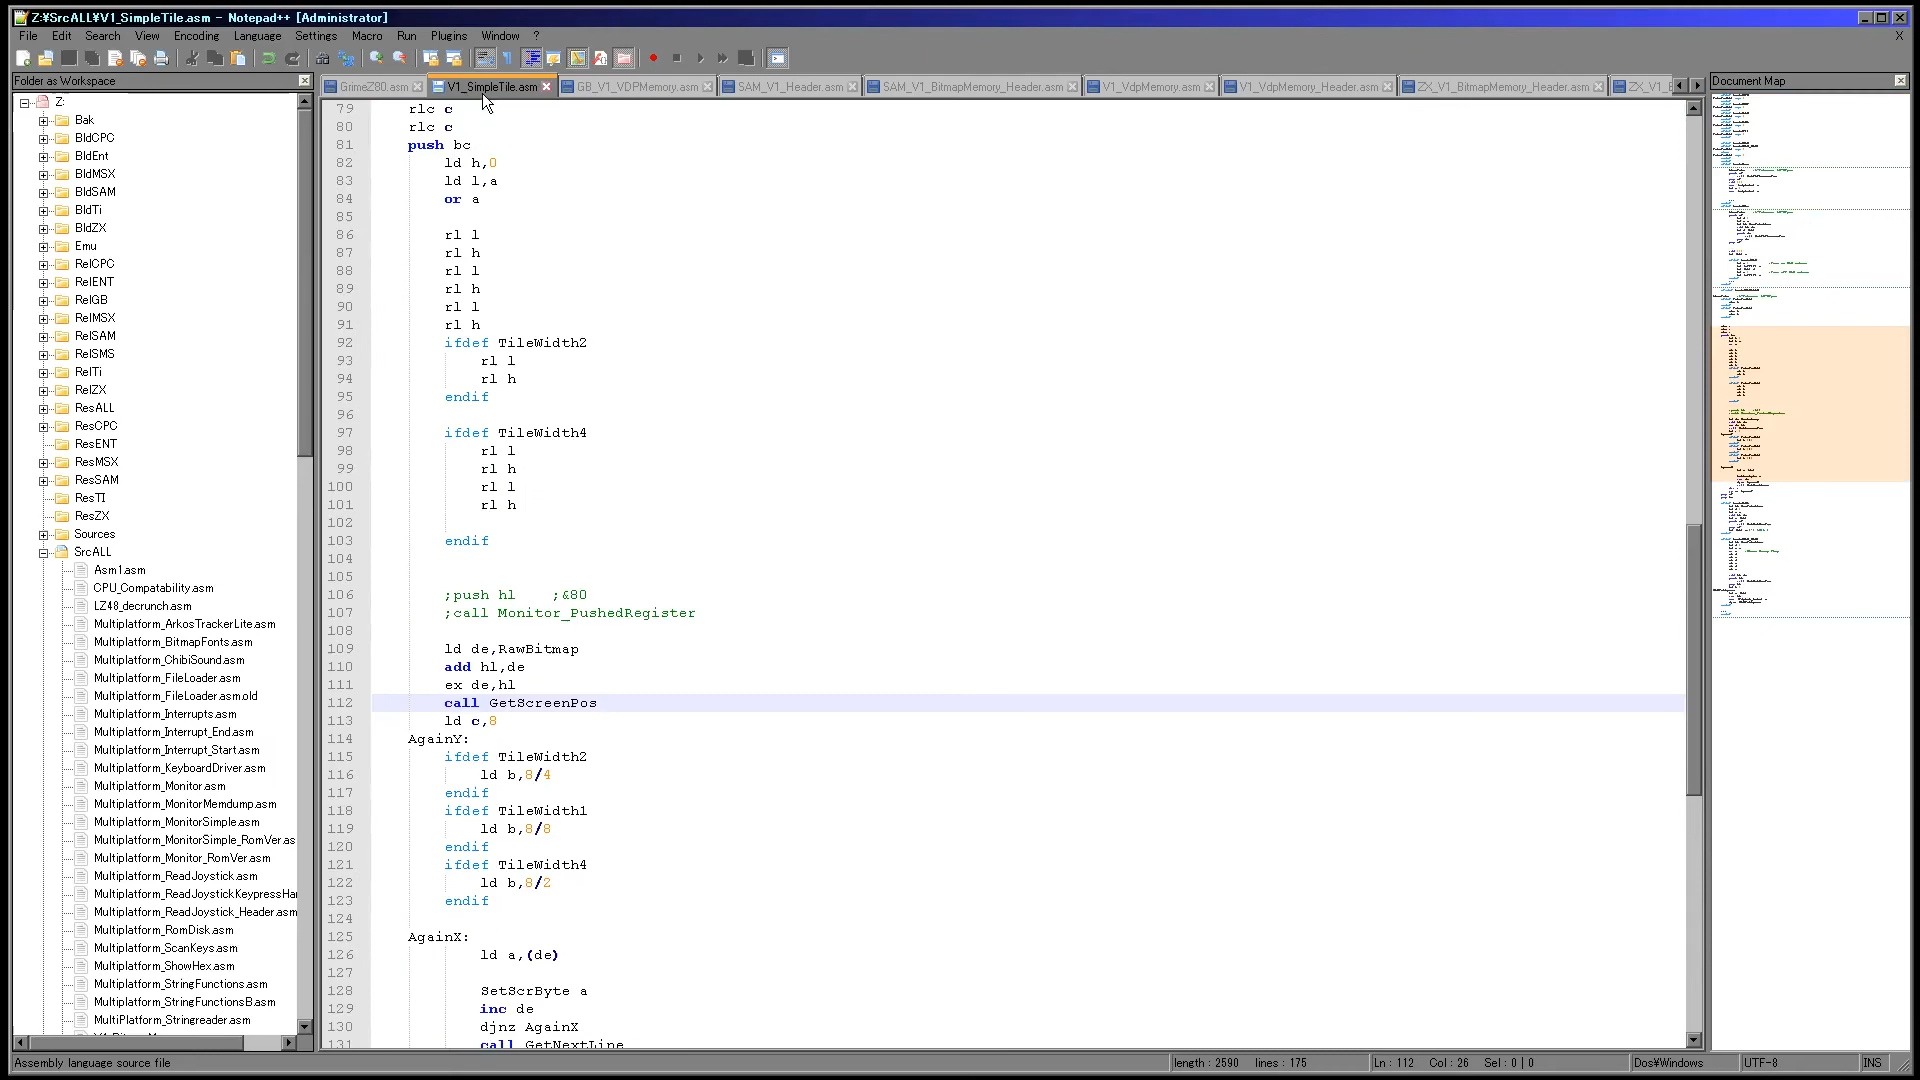 Z:¥SrcALL¥V1_SimpleTile.asm - Notepad++ [Administrator]
File Edit Search View Encoding Language Settings Macro Run Plugins Window ? X
Folder as Workspace
GrimeZ80.asm V1_SimpleTile.asm GB_V1_VDPMemory.asm SAM_V1_Header.asm SAM_V1_BitmapMemory_Header.asm V1_VdpMemory.asm V1_VdpMemory_Header.asm ZX_V1_BitmapMemory_Header.asm ZX_V1_E
Document Map
Z:
Bak
BldCPC
BldEnt
BldMSX
BldSAM
BldTi
BldZX
Emu
RelCPC
RelENT
RelGB
RelMSX
RelSAM
RelSMS
RelTi
RelZX
ResALL
ResCPC
ResENT
ResMSX
ResSAM
ResTI
ResZX
Sources
SrcALL
Asm1.asm
CPU_Compatability.asm
LZ48_decrunch.asm
Multiplatform_ArkosTrackerLite.asm
Multiplatform_BitmapFonts.asm
Multiplatform_ChibiSound.asm
Multiplatform_FileLoader.asm
Multiplatform_FileLoader.asm.old
Multiplatform_Interrupts.asm
Multiplatform_Interrupt_End.asm
Multiplatform_Interrupt_Start.asm
Multiplatform_KeyboardDriver.asm
Multiplatform_Monitor.asm
Multiplatform_MonitorMemdump.asm
Multiplatform_MonitorSimple.asm
Multiplatform_MonitorSimple_RomVer.as
Multiplatform_Monitor_RomVer.asm
Multiplatform_ReadJoystick.asm
Multiplatform_ReadJoystickKeypressHa
Multiplatform_ReadJoystick_Header.asm
Multiplatform_RomDisk.asm
Multiplatform_ScanKeys.asm
Multiplatform_ShowHex.asm
Multiplatform_StringFunctions.asm
Multiplatform_StringFunctionsB.asm
MultiPlatform_Stringreader.asm
79 rlc c
80 rlc c
81 push bc
82 ld h,0
83 ld l,a
84 or a
85
86 rl l
87 rl h
88 rl l
89 rl h
90 rl l
91 rl h
92 ifdef TileWidth2
93 rl l
94 rl h
95 endif
96
97 ifdef TileWidth4
98 rl l
99 rl h
100 rl l
101 rl h
102
103 endif
104
105
106 ;push hl ;&80
107 ;call Monitor_PushedRegister
108
109 ld de,RawBitmap
110 add hl,de
111 ex de,hl
112 call GetScreenPos
113 ld c,8
114 AgainY:
115 ifdef TileWidth2
116 ld b,8/4
117 endif
118 ifdef TileWidth1
119 ld b,8/8
120 endif
121 ifdef TileWidth4
122 ld b,8/2
123 endif
124
125 AgainX:
126 ld a,(de)
127
128 SetScrByte a
129 inc de
130 djnz AgainX
131 call GetNextLine
Assembly language source file length : 2590 lines : 175 Ln : 112 Col : 26 Sel : 0 | 0 Dos¥Windows UTF-8 INS